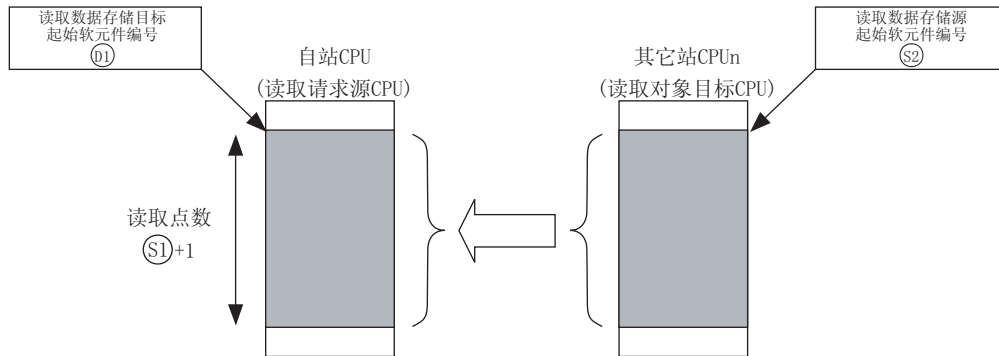 读取数据存储目标
起始软元件编号
D1
读取数据存储源
起始软元件编号
S2
自站CPU
(读取请求源CPU)
其它站CPUn
(读取对象目标CPU)
读取点数
S1+1